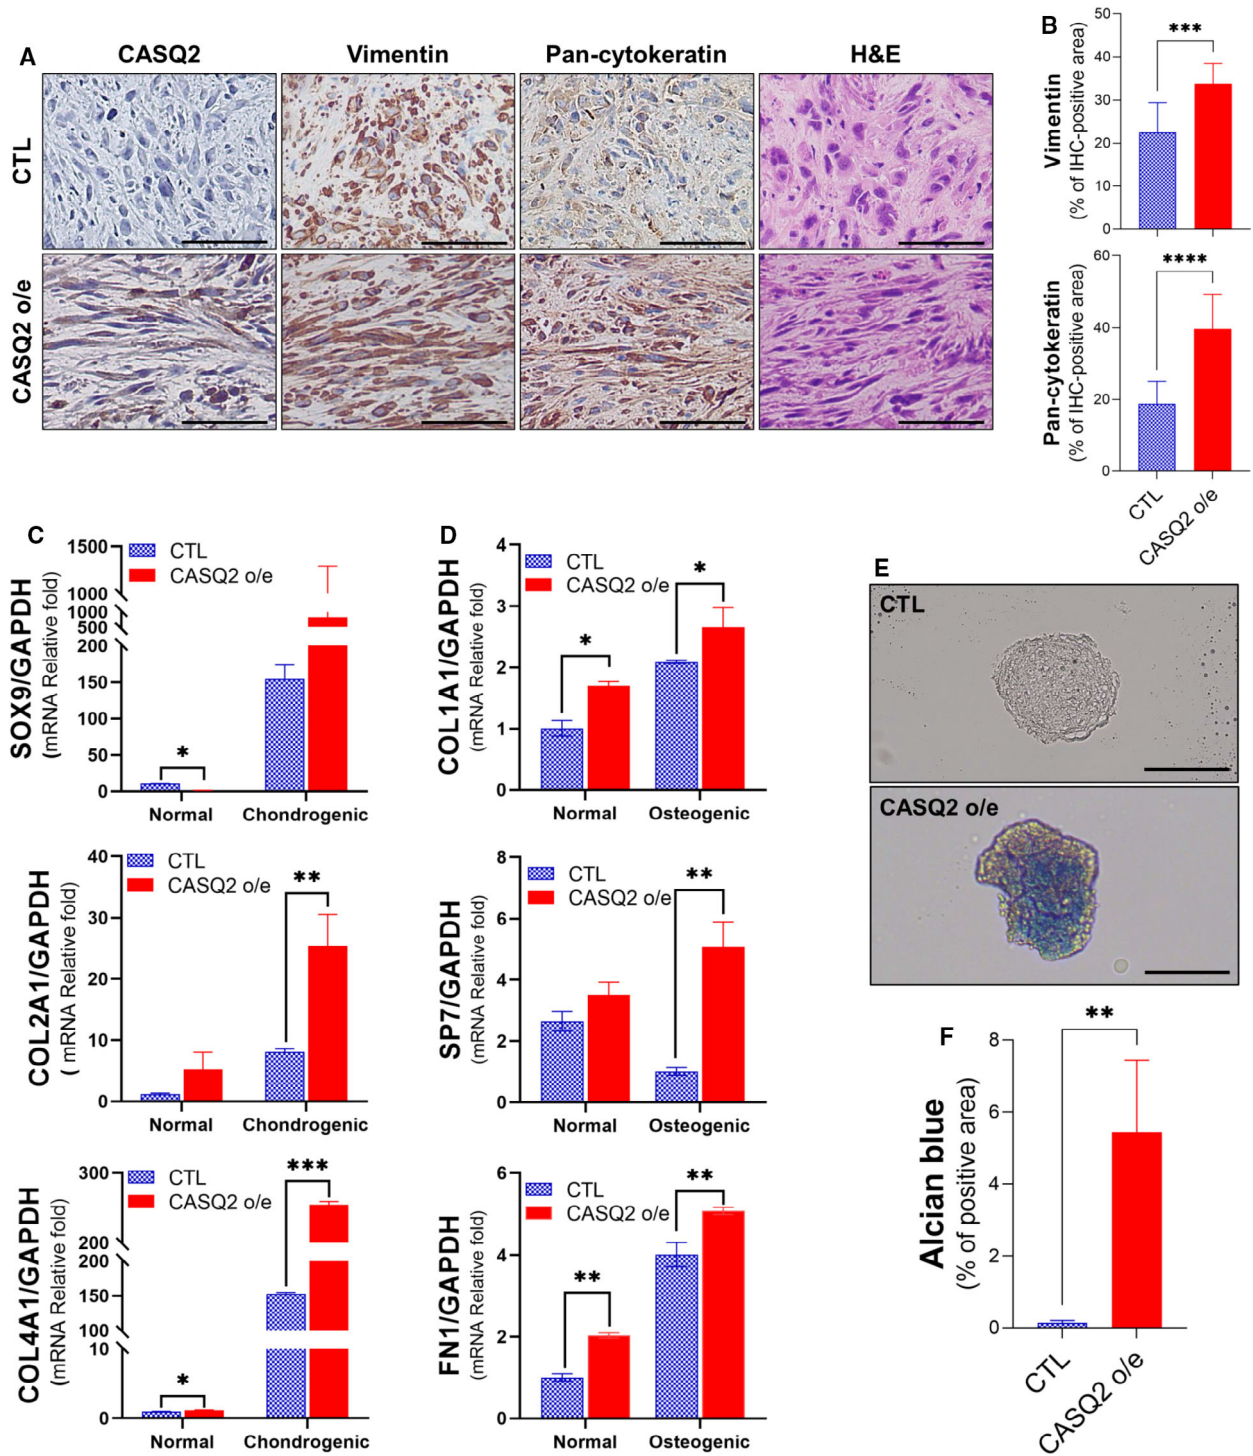 A
CASQ2
Vimentin
Pan-cytokeratin
H&E
CTL
CASQ2 o/e
B
Vimentin
(% of IHC-positive area)
50
40
30
20
10
0
***
Pan-cytokeratin
(% of IHC-positive area)
60
40
20
0
****
CTL
CASQ2 o/e
C
SOX9/GAPDH
(mRNA Relative fold)
1500
1000
1000
500
200
150
100
50
0
CTL
CASQ2 o/e
*
Normal
Chondrogenic
COL2A1/GAPDH
( mRNA Relative fold)
40
30
20
10
0
CTL
CASQ2 o/e
**
Normal
Chondrogenic
COL4A1/GAPDH
(mRNA Relative fold)
300
200
200
150
100
10
0
CTL
CASQ2 o/e
*
***
Normal
Chondrogenic
D
COL1A1/GAPDH
(mRNA Relative fold)
4
3
2
1
0
CTL
CASQ2 o/e
*
*
Normal
Osteogenic
SP7/GAPDH
(mRNA Relative fold)
8
6
4
2
0
CTL
CASQ2 o/e
**
Normal
Osteogenic
FN1/GAPDH
(mRNA Relative fold)
6
4
2
0
CTL
CASQ2 o/e
**
**
Normal
Osteogenic
E
CTL
CASQ2 o/e
F
Alcian blue
(% of positive area)
8
6
4
2
0
**
CTL
CASQ2 o/e